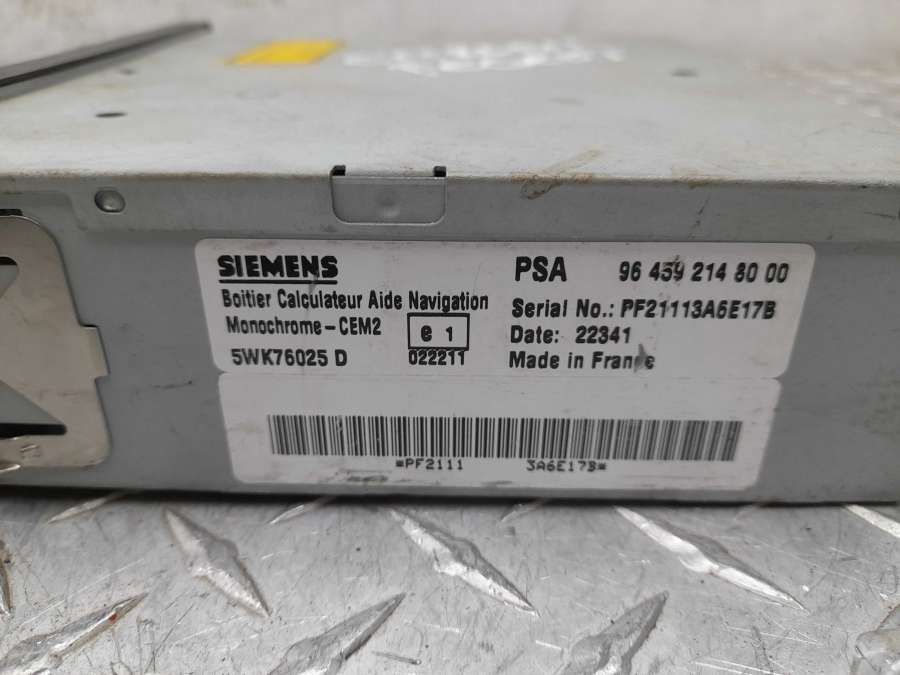 SIEMENS
Boitier Calculateur Aide Navigation
Monochrome-CEM2
e 1
5WK76025 D
022211
PSA 96 459 214 80 00
Serial No.: PF21113A6E17B
Date: 22341
Made in France
*PF2111 3A6E17B*